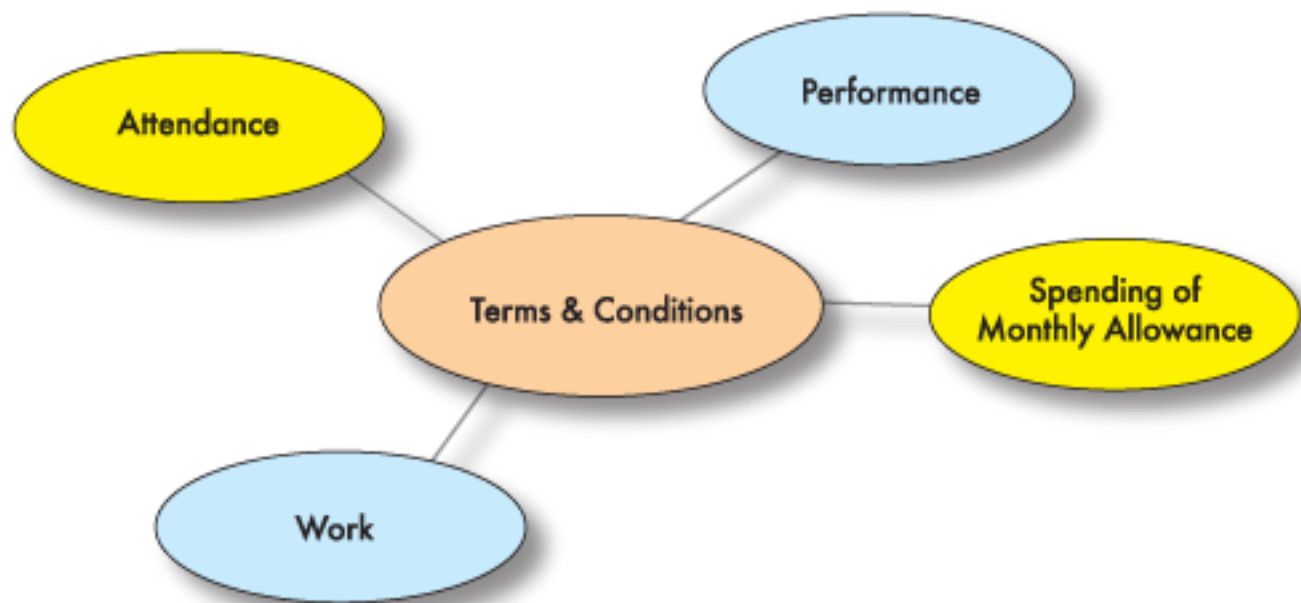 Performance
Attendance
Spending of
Monthly Allowance
Terms & Conditions
Work